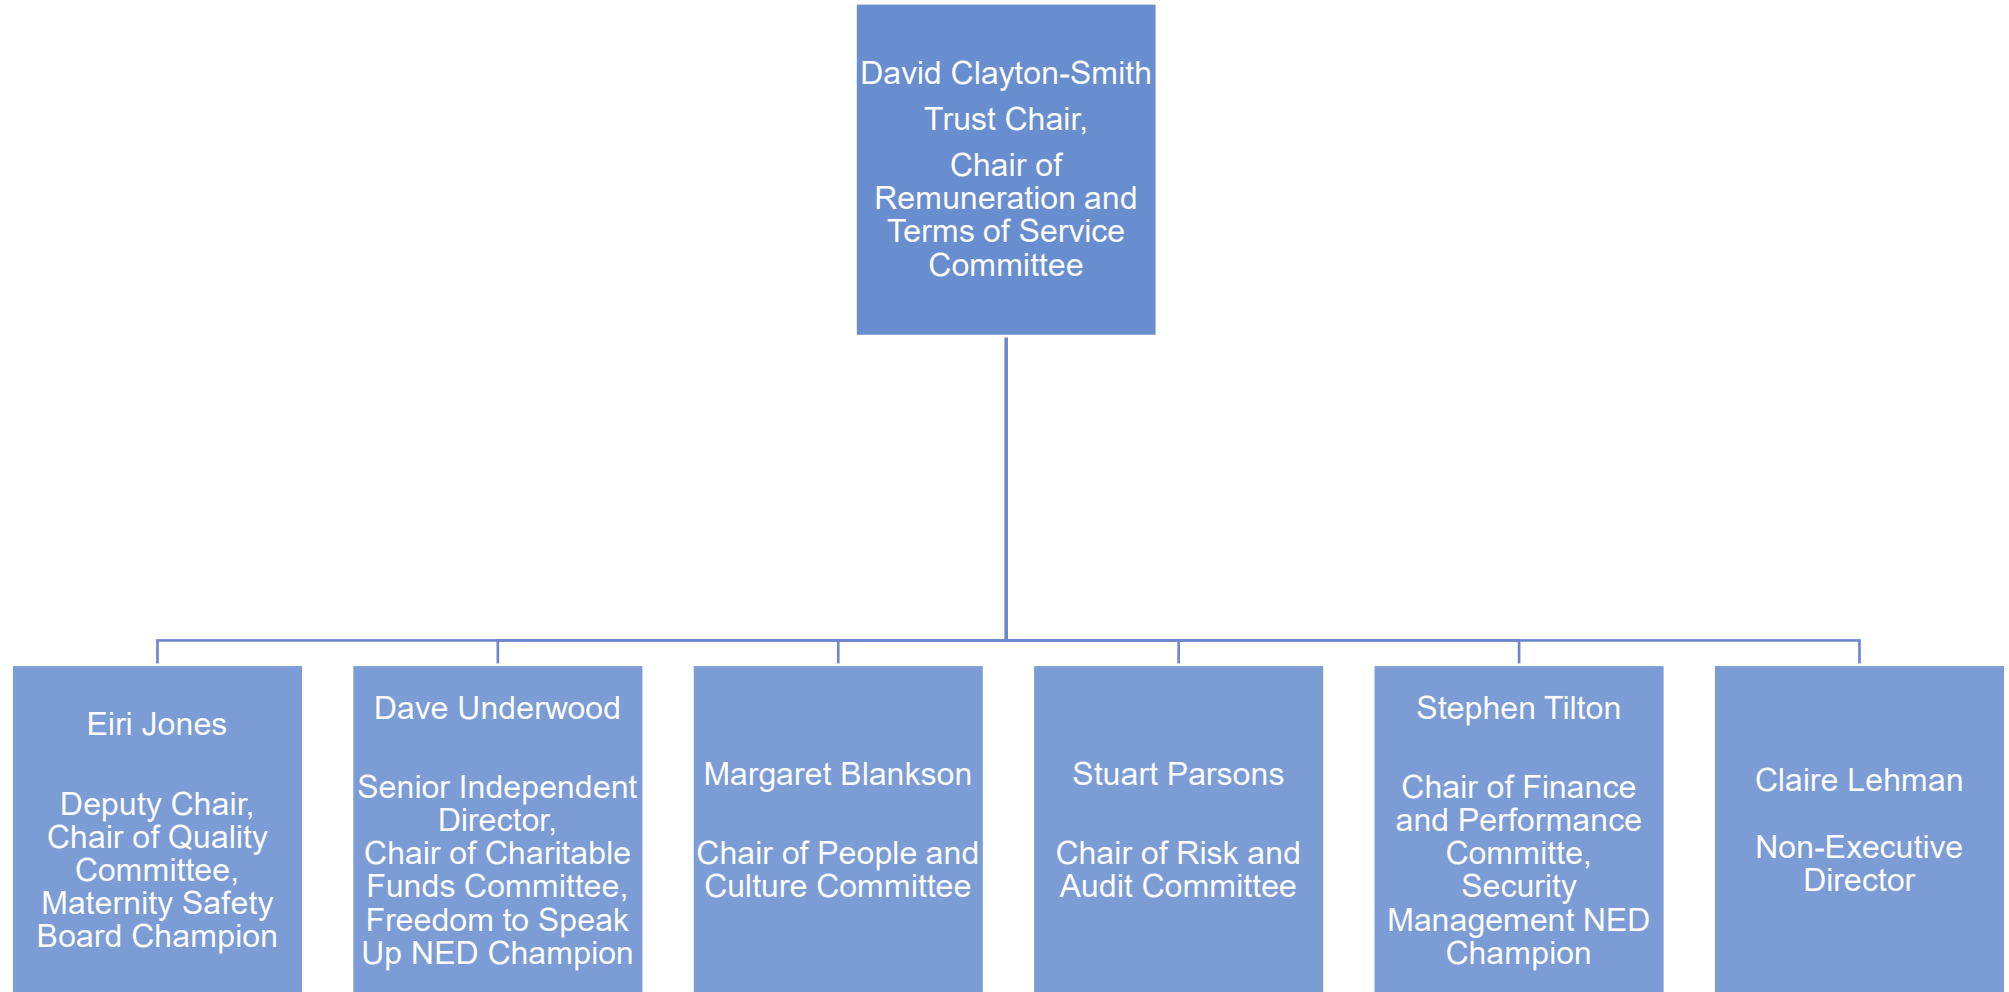 David Clayton-Smith
Trust Chair,
Chair of
Remuneration and
Terms of Service
Committee
Eiri Jones
Deputy Chair,
Chair of Quality
Committee,
Maternity Safety
Board Champion
Dave Underwood
Senior Independent
Director,
Chair of Charitable
Funds Committee,
Freedom to Speak
Up NED Champion
Margaret Blankson
Chair of People and
Culture Committee
Stuart Parsons
Chair of Risk and
Audit Committee
Stephen Tilton
Chair of Finance
and Performance
Committe,
Security
Management NED
Champion
Claire Lehman
Non-Executive
Director